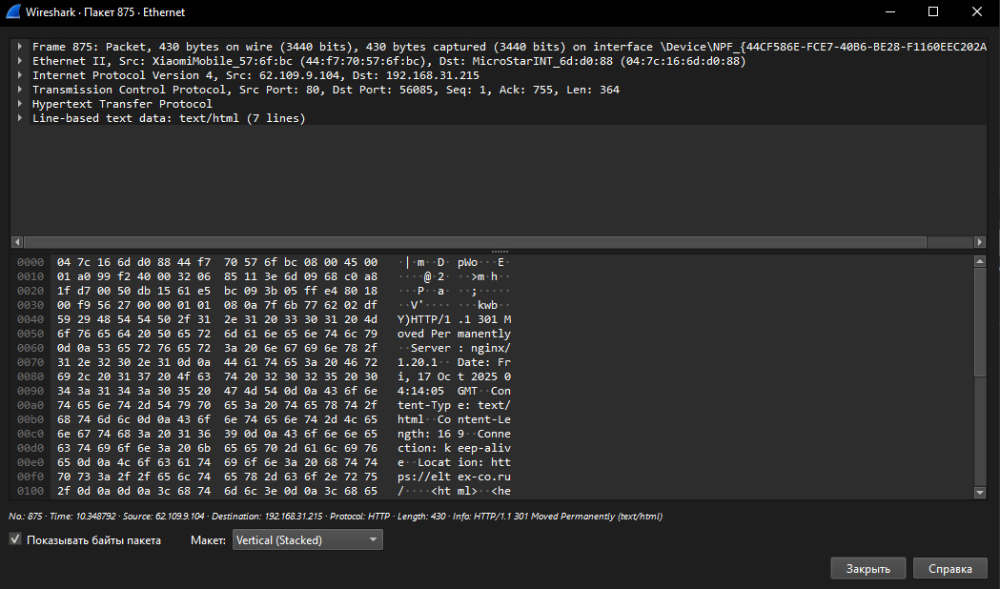 Wireshark · Пакет 875 · Ethernet
Frame 875: Packet, 430 bytes on wire (3440 bits), 430 bytes captured (3440 bits) on interface \Device\NPF_{44CF586E-FCE7-40B6-BE28-F1160EEC202A
Ethernet II, Src: XiaomiMobile_57:6f:bc (44:f7:70:57:6f:bc), Dst: MicroStarINT_6d:d0:88 (04:7c:16:6d:d0:88)
Internet Protocol Version 4, Src: 62.109.9.104, Dst: 192.168.31.215
Transmission Control Protocol, Src Port: 80, Dst Port: 56085, Seq: 1, Ack: 755, Len: 364
Hypertext Transfer Protocol
Line-based text data: text/html (7 lines)
0000 04 7c 16 6d d0 88 44 f7 70 57 6f bc 08 00 45 00 ·|·m··D· pWo···E·
0010 01 a0 99 f2 40 00 32 06 85 11 3e 6d 09 68 c0 a8 ····@·2· ··>m·h··
0020 1f d7 00 50 db 15 61 e5 bc 09 3b 05 ff e4 80 18 ···P··a· ··;·····
0030 00 f9 56 27 00 00 01 01 08 0a 7f 6b 77 62 02 df ··V'···· ···kwb··
0040 59 29 48 54 54 50 2f 31 2e 31 20 33 30 31 20 4d Y)HTTP/1 .1 301 M
0050 6f 76 65 64 20 50 65 72 6d 61 6e 65 6e 74 6c 79 oved Per manently
0060 0d 0a 53 65 72 76 65 72 3a 20 6e 67 69 6e 78 2f ··Server : nginx/
0070 31 2e 32 30 2e 31 0d 0a 44 61 74 65 3a 20 46 72 1.20.1·· Date: Fr
0080 69 2c 20 31 37 20 4f 63 74 20 32 30 32 35 20 30 i, 17 Oc t 2025 0
0090 34 3a 31 34 3a 30 35 20 47 4d 54 0d 0a 43 6f 6e 4:14:05 GMT··Con
00a0 74 65 6e 74 2d 54 79 70 65 3a 20 74 65 78 74 2f tent-Typ e: text/
00b0 68 74 6d 6c 0d 0a 43 6f 6e 74 65 6e 74 2d 4c 65 html··Co ntent-Le
00c0 6e 67 74 68 3a 20 31 36 39 0d 0a 43 6f 6e 6e 65 ngth: 16 9··Conne
00d0 63 74 69 6f 6e 3a 20 6b 65 65 70 2d 61 6c 69 76 ction: k eep-aliv
00e0 65 0d 0a 4c 6f 63 61 74 69 6f 6e 3a 20 68 74 74 e··Locat ion: htt
00f0 70 73 3a 2f 2f 65 6c 74 65 78 2d 63 6f 2e 72 75 ps://elt ex-co.ru
0100 2f 0d 0a 0d 0a 3c 68 74 6d 6c 3e 0d 0a 3c 68 65 /····<ht ml>··<he
No.: 875 · Time: 10.348792 · Source: 62.109.9.104 · Destination: 192.168.31.215 · Protocol: HTTP · Length: 430 · Info: HTTP/1.1 301 Moved Permanently (text/html)
Показывать байты пакета Макет: Vertical (Stacked)
Закрыть Справка